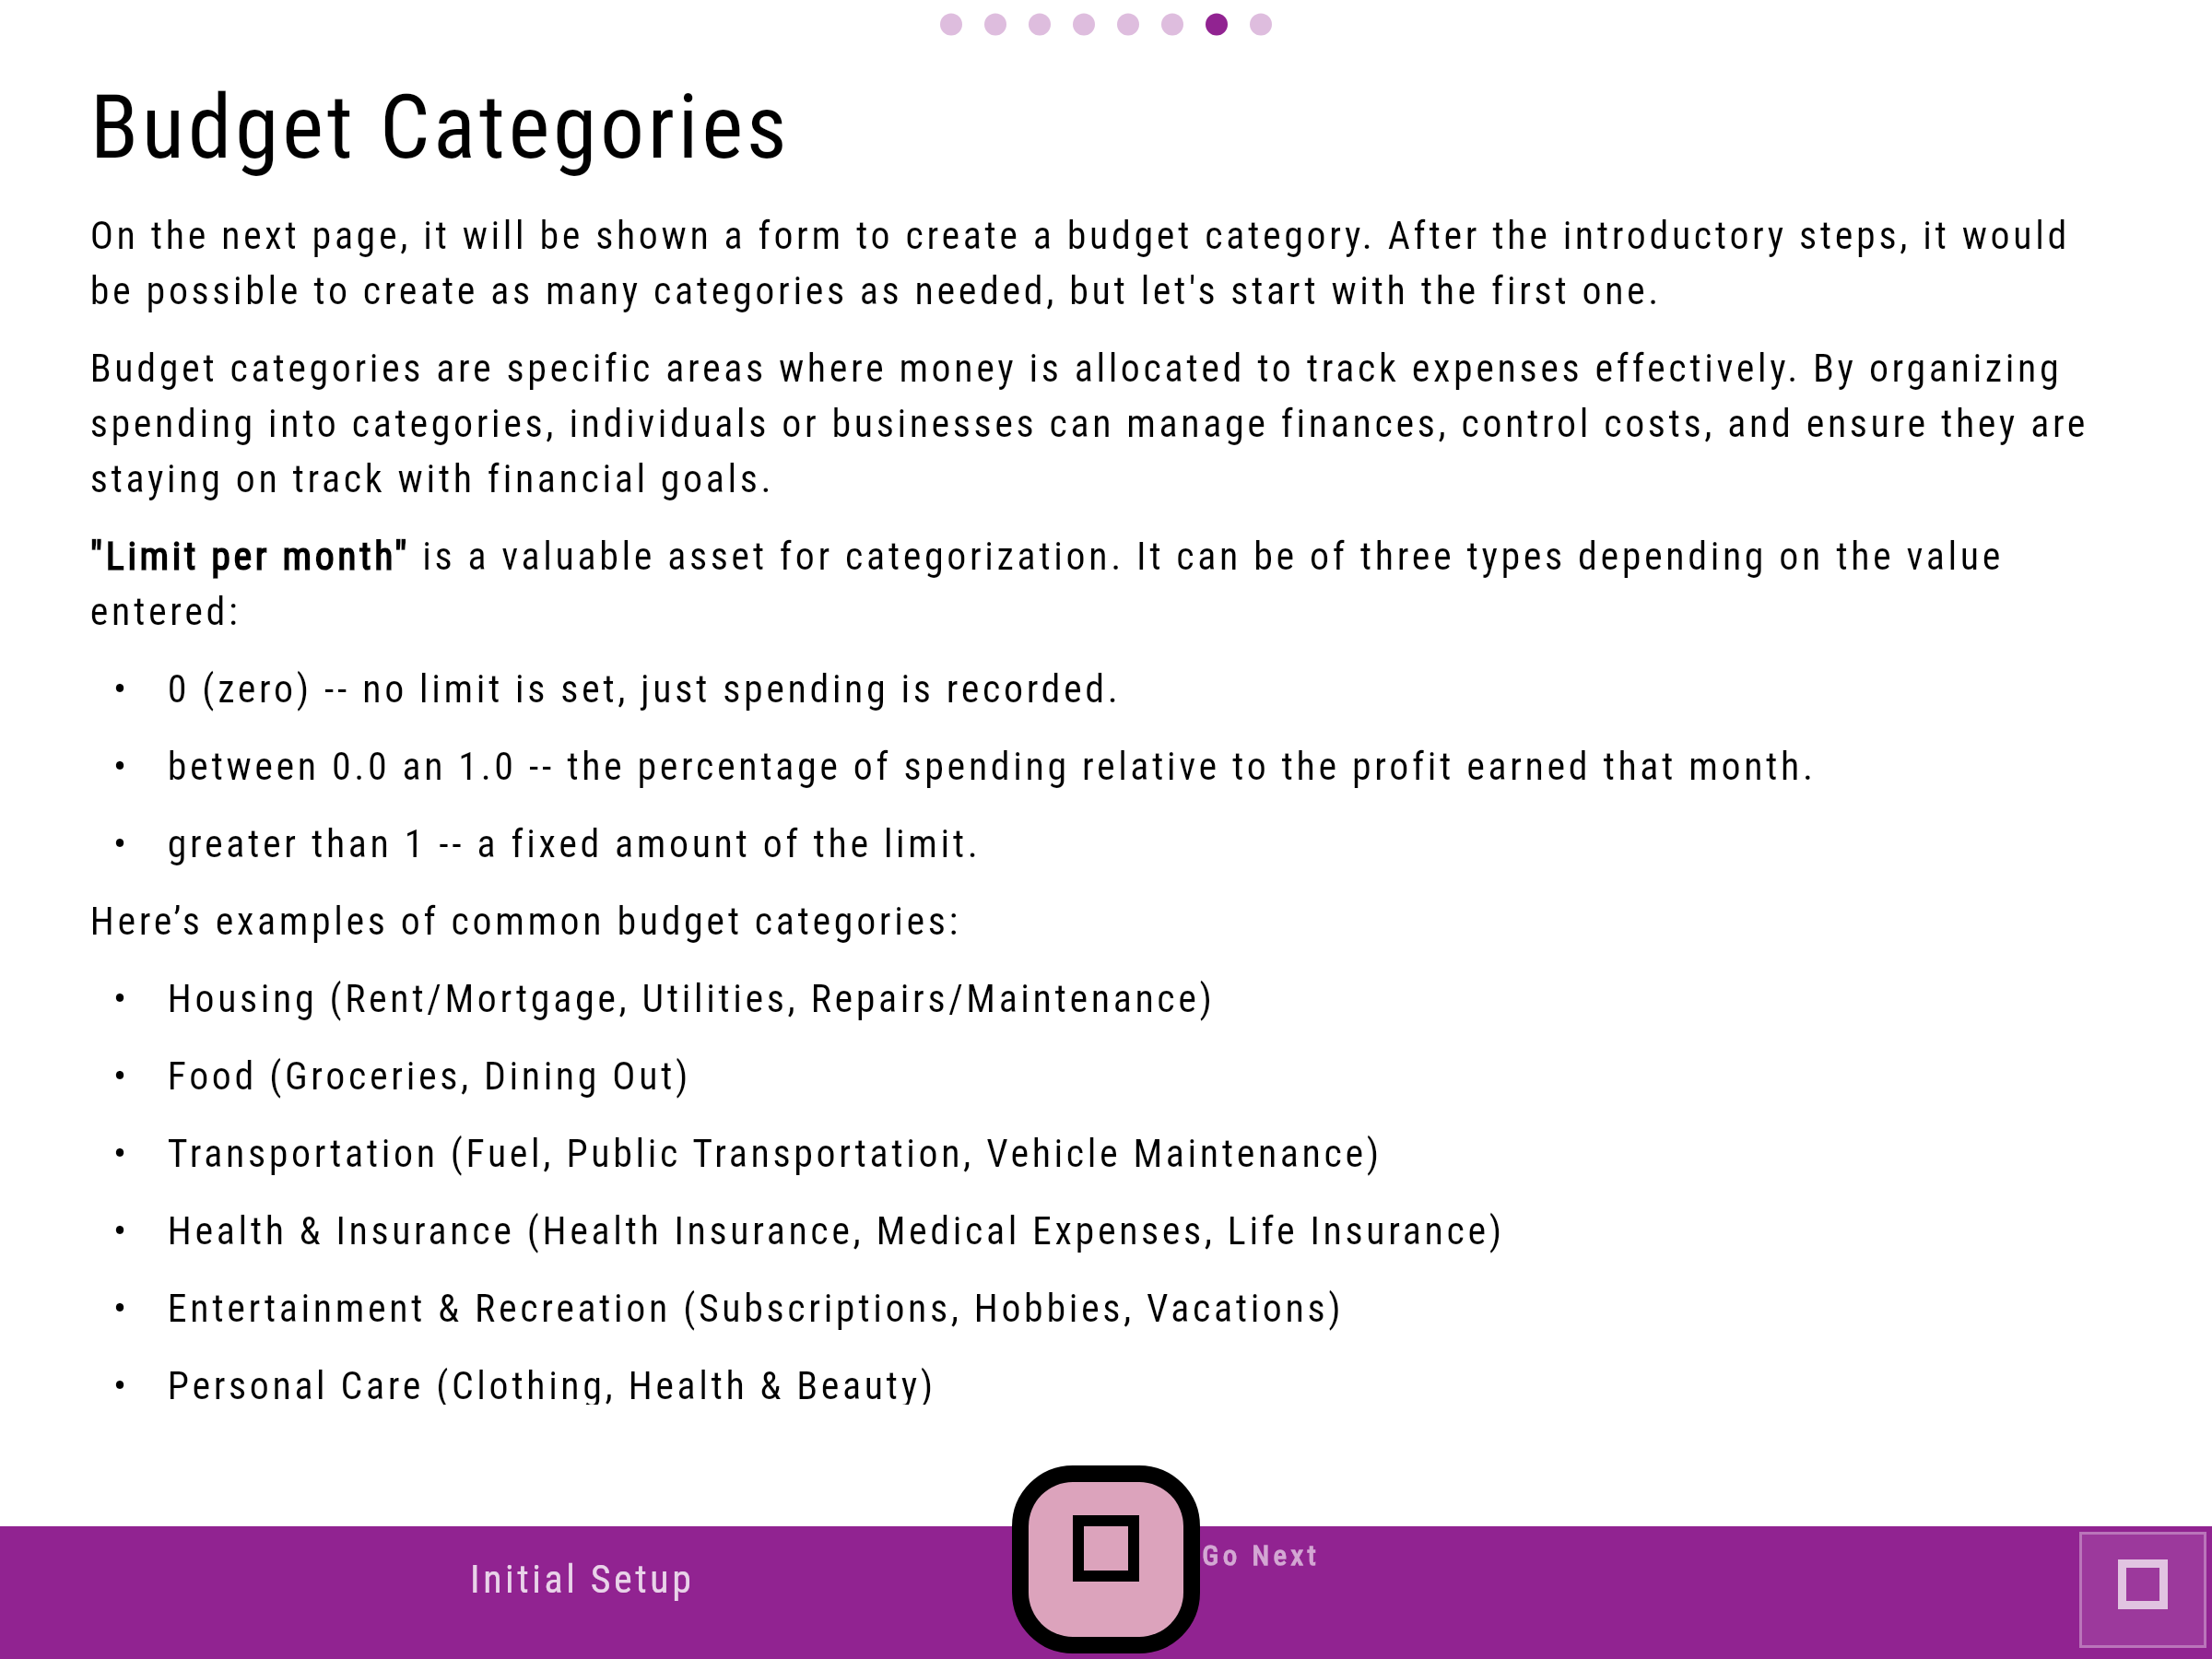 Budget Categories
On the next page, it will be shown a form to create a budget category. After the introductory steps, it would
be possible to create as many categories as needed, but let's start with the first one.
Budget categories are specific areas where money is allocated to track expenses effectively. By organizing
spending into categories, individuals or businesses can manage finances, control costs, and ensure they are
staying on track with financial goals.
"Limit per month" is a valuable asset for categorization. It can be of three types depending on the value
entered:
• 0 (zero) -- no limit is set, just spending is recorded.
• between 0.0 an 1.0 -- the percentage of spending relative to the profit earned that month.
• greater than 1 -- a fixed amount of the limit.
Here’s examples of common budget categories:
• Housing (Rent/Mortgage, Utilities, Repairs/Maintenance)
• Food (Groceries, Dining Out)
• Transportation (Fuel, Public Transportation, Vehicle Maintenance)
• Health & Insurance (Health Insurance, Medical Expenses, Life Insurance)
• Entertainment & Recreation (Subscriptions, Hobbies, Vacations)
• Personal Care (Clothing, Health & Beauty)
Initial Setup
Go Next